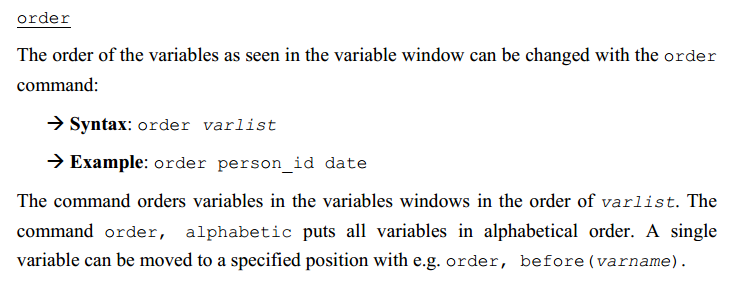 order
The order of the variables as seen in the variable window can be changed with the order
command:
→ Syntax: order varlist
→ Example: order person_id date
The command orders variables in the variables windows in the order of varlist. The
command order, alphabetic puts all variables in alphabetical order. A single
variable can be moved to a specified position with e.g. order, before(varname).